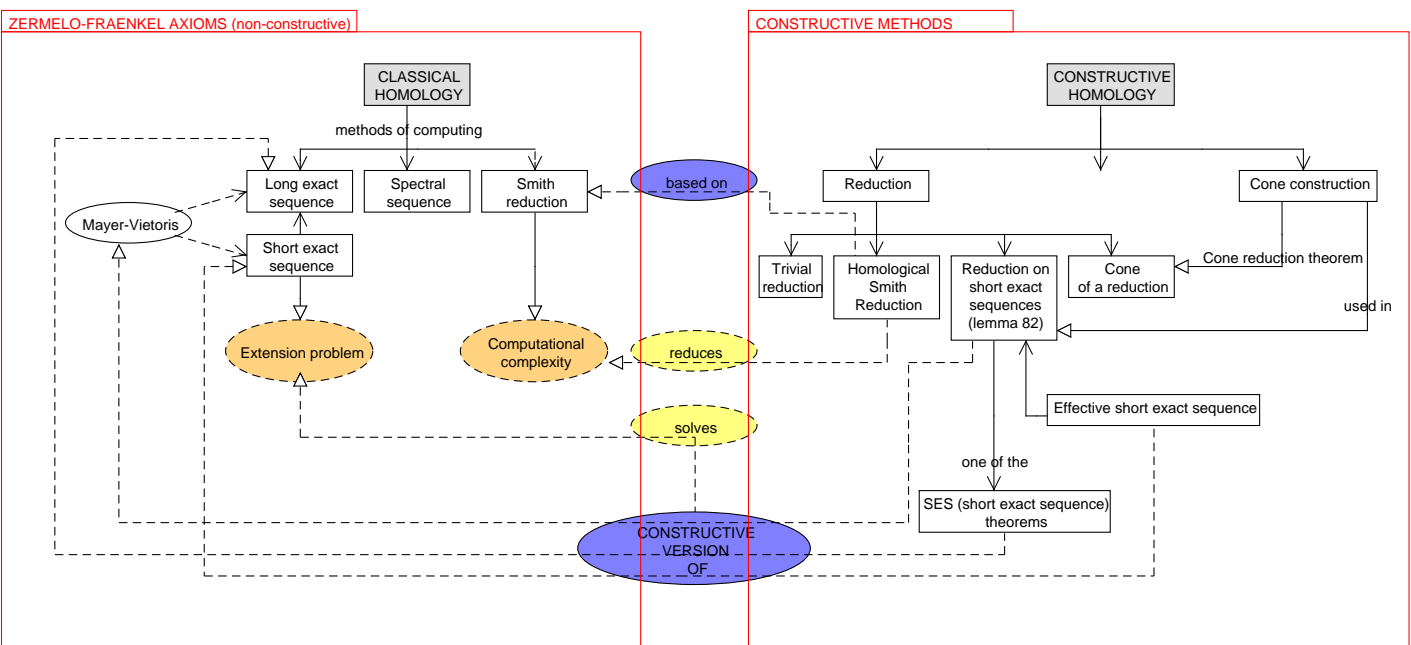 ZERMELO-FRAENKEL AXIOMS (non-constructive)
CONSTRUCTIVE METHODS
CLASSICAL
HOMOLOGY
CONSTRUCTIVE
HOMOLOGY
methods of computing
Long exact
sequence
Spectral
sequence
Smith
reduction
based on
Reduction
Cone construction
Mayer-Vietoris
Short exact
sequence
Trivial
reduction
Homological
Smith
Reduction
Reduction on
short exact
sequences
(lemma 82)
Cone
of a reduction
Cone reduction theorem
used in
Extension problem
Computational
complexity
reduces
solves
Effective short exact sequence
one of the
SES (short exact sequence)
theorems
CONSTRUCTIVE
VERSION
OF